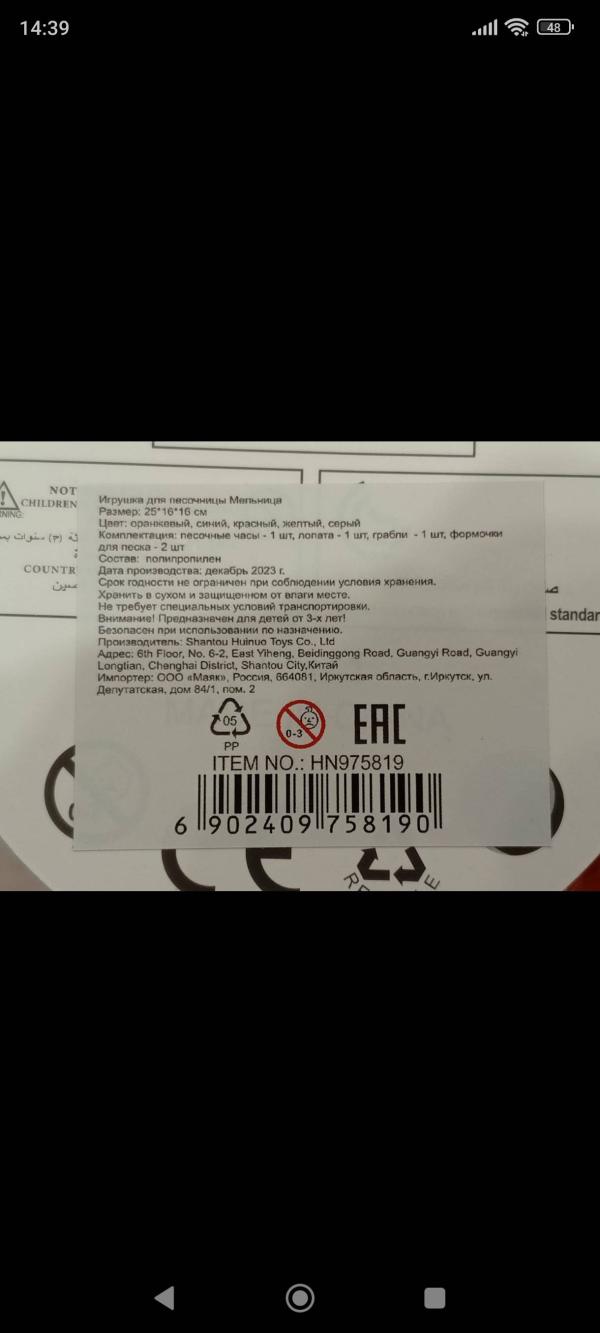 14:39
48
NOT
CHILDREN
COUNTR
standar
Игрушка для песочницы Мельница
Размер: 25*16*16 см
Цвет: оранжевый, синий, красный, желтый, серый
Комплектация: песочные часы - 1 шт, лопата - 1 шт, грабли - 1 шт, формочки
для песка - 2 шт
Состав: полипропилен
Дата производства: декабрь 2023 г.
Срок годности не ограничен при соблюдении условия хранения.
Хранить в сухом и защищенном от влаги месте.
Не требует специальных условий транспортировки.
Внимание! Предназначен для детей от 3-х лет!
Безопасен при использовании по назначению.
Производитель: Shantou Huinuo Toys Co., Ltd
Адрес: 6th Floor, No. 6-2, East Yiheng, Beidinggong Road, Guangyi Road, Guangyi
Longtian, Chenghai District, Shantou City,Китай
Импортер: ООО «Маяк», Россия, 664081, Иркутская область, г.Иркутск, ул.
Депутатская, дом 84/1, пом. 2
05
PP
0-3
EAC
ITEM NO.: HN975819
6 902409 758190